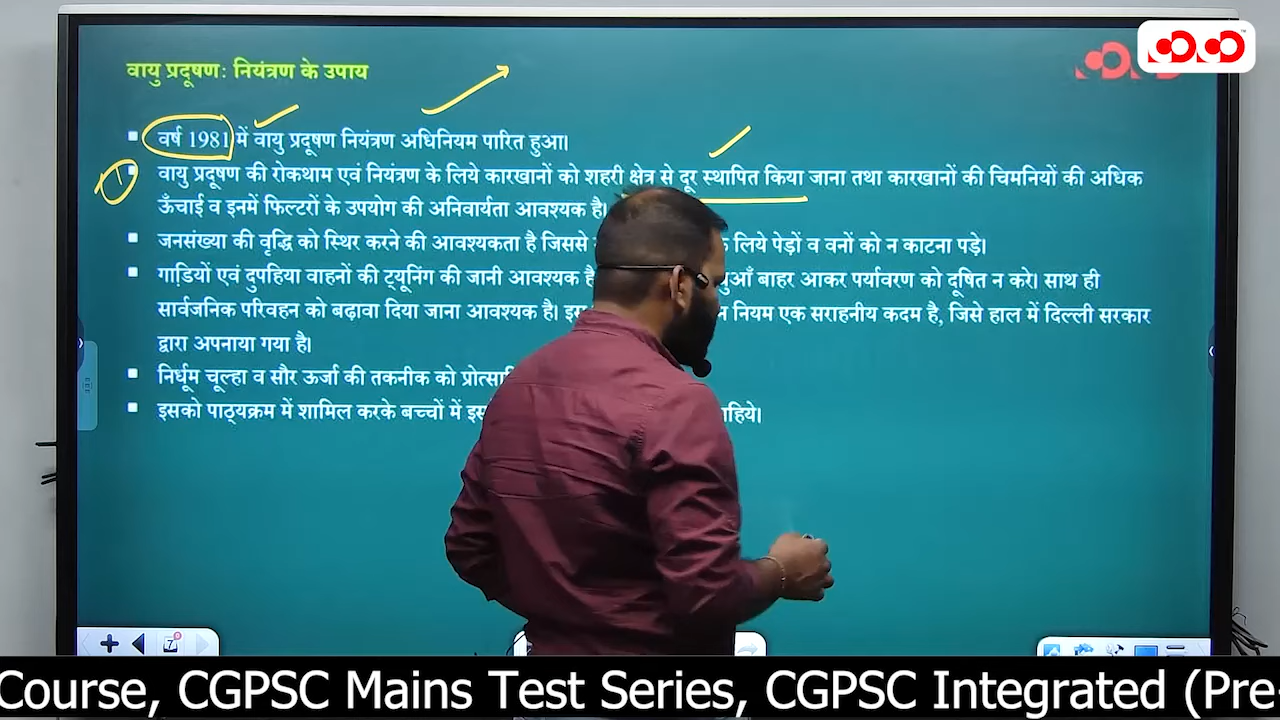 वायु प्रदूषण: नियंत्रण के उपाय
वर्ष 1981 में वायु प्रदूषण नियंत्रण अधिनियम पारित हुआ।
वायु प्रदूषण की रोकथाम एवं नियंत्रण के लिये कारखानों को शहरी क्षेत्र से दूर स्थापित किया जाना तथा कारखानों की चिमनियों की अधिक
ऊँचाई व इनमें फिल्टरों के उपयोग की अनिवार्यता आवश्यक है।
जनसंख्या की वृद्धि को स्थिर करने की आवश्यकता है जिससे लिये पेड़ों व वनों को न काटना पड़े।
गाड़ियों एवं दुपहिया वाहनों की ट्यूनिंग की जानी आवश्यक है बाहर आकर पर्यावरण को दूषित न करे। साथ ही
सार्वजनिक परिवहन को बढ़ावा दिया जाना आवश्यक है। नियम एक सराहनीय कदम है, जिसे हाल में दिल्ली सरकार
द्वारा अपनाया गया है।
निर्धूम चूल्हा व सौर ऊर्जा की तकनीक को
इसको पाठ्यक्रम में शामिल करके बच्चों में
Course, CGPSC Mains Test Series, CGPSC Integrated (Pre